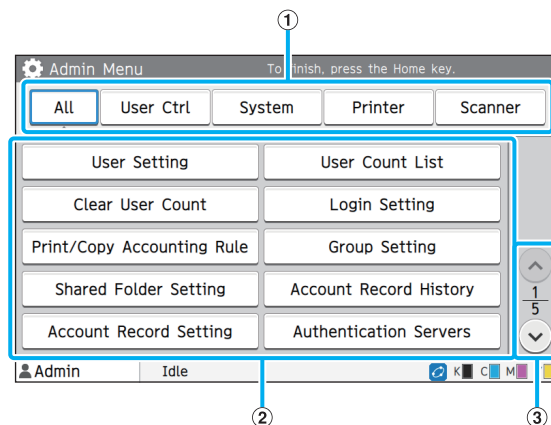 ①
Admin Menu To finish, press the Home key.
All User Ctrl System Printer Scanner
User Setting User Count List
Clear User Count Login Setting
Print/Copy Accounting Rule Group Setting
Shared Folder Setting Account Record History
1
5
Account Record Setting Authentication Servers
Admin Idle K C M
② ③